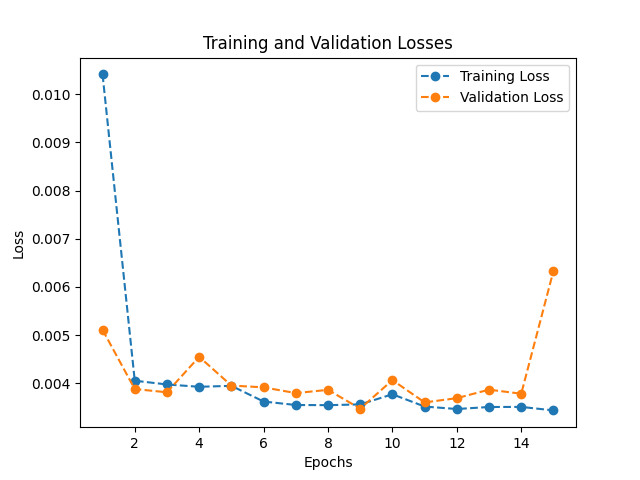 Training and Validation Losses
Training Loss
Validation Loss
0.010
0.009
0.008
0.007
0.006
0.005
0.004
Loss
2 4 6 8 10 12 14
Epochs